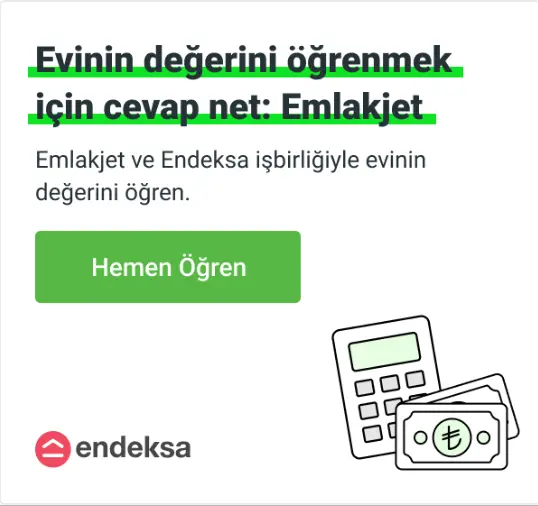 Evinin değerini öğrenmek
için cevap net: Emlakjet
Emlakjet ve Endeksa işbirliğiyle evinin
değerini öğren.
Hemen Öğren
₺
endeksa